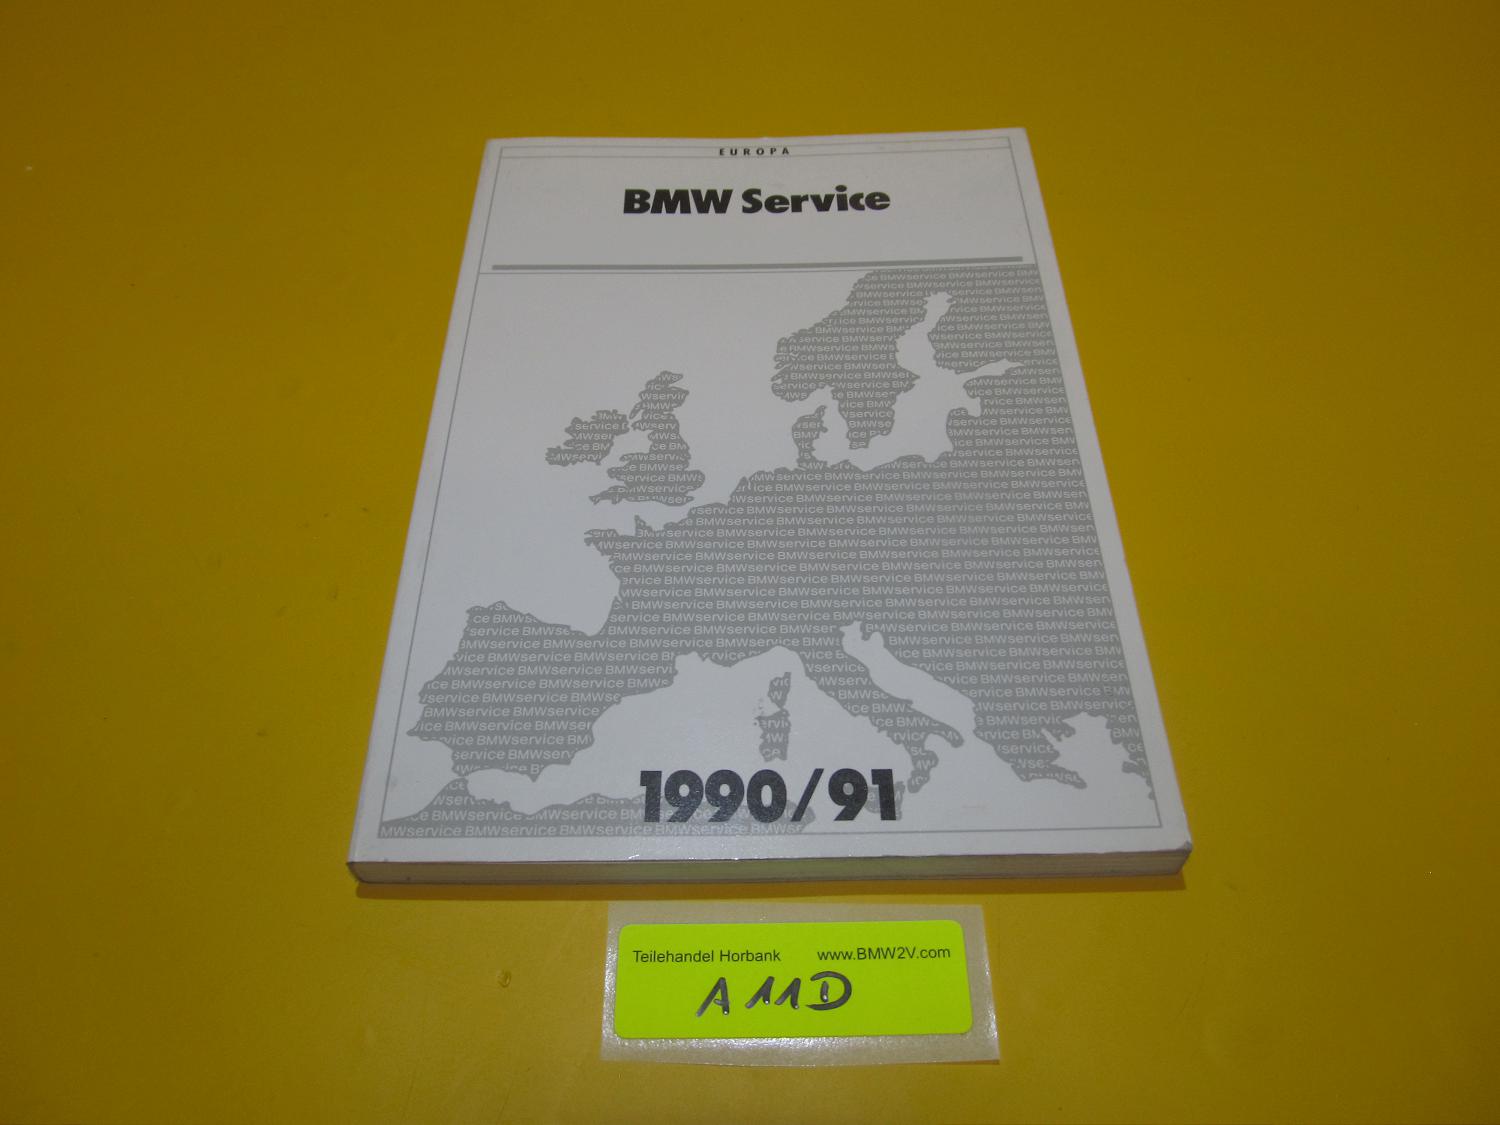 EUROPA
BMW Service
1990/91
Teilehandel Horbank www.BMW2V.com
A11D